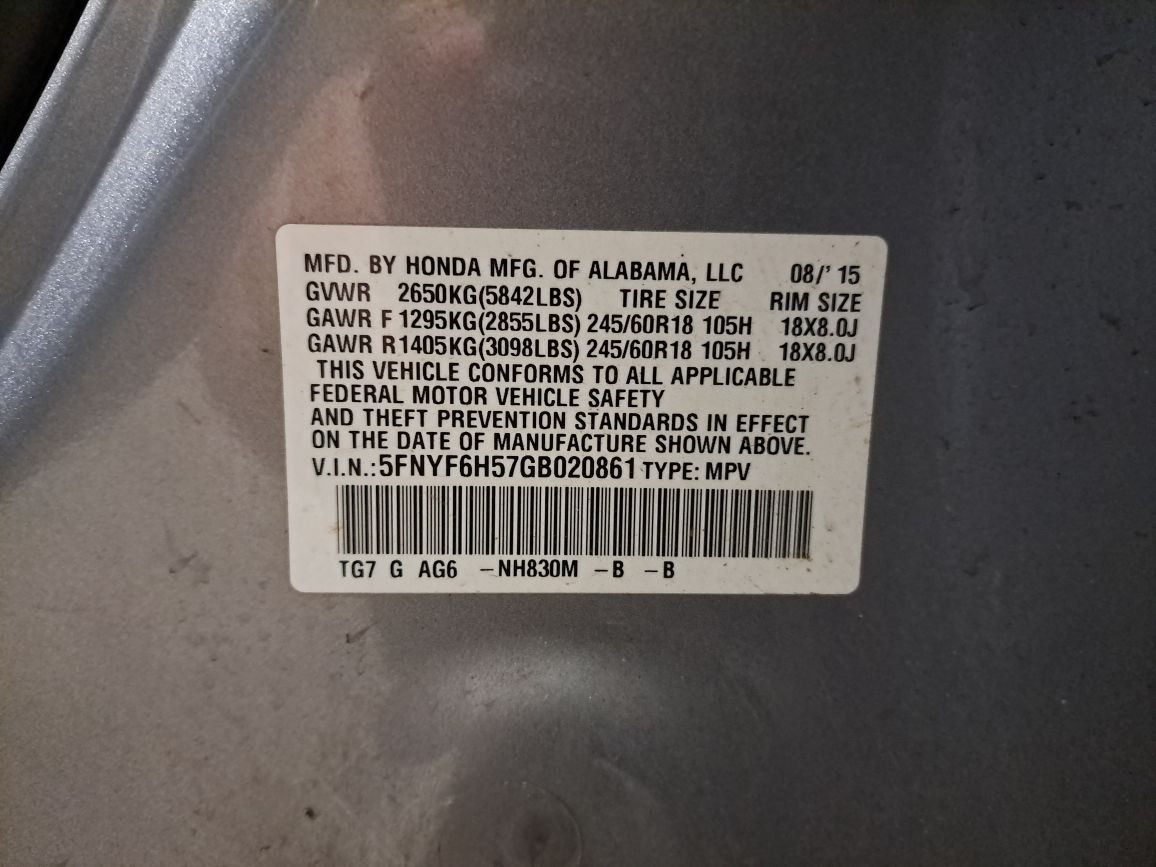 MFD. BY HONDA MFG. OF ALABAMA, LLC 08/' 15
GVWR 2650KG(5842LBS) TIRE SIZE RIM SIZE
GAWR F 1295KG(2855LBS) 245/60R18 105H 18X8.0J
GAWR R1405KG(3098LBS) 245/60R18 105H 18X8.0J
THIS VEHICLE CONFORMS TO ALL APPLICABLE
FEDERAL MOTOR VEHICLE SAFETY
AND THEFT PREVENTION STANDARDS IN EFFECT
ON THE DATE OF MANUFACTURE SHOWN ABOVE.
V.I.N.:5FNYF6H57GB020861 TYPE: MPV
TG7 G AG6 -NH830M -B -B